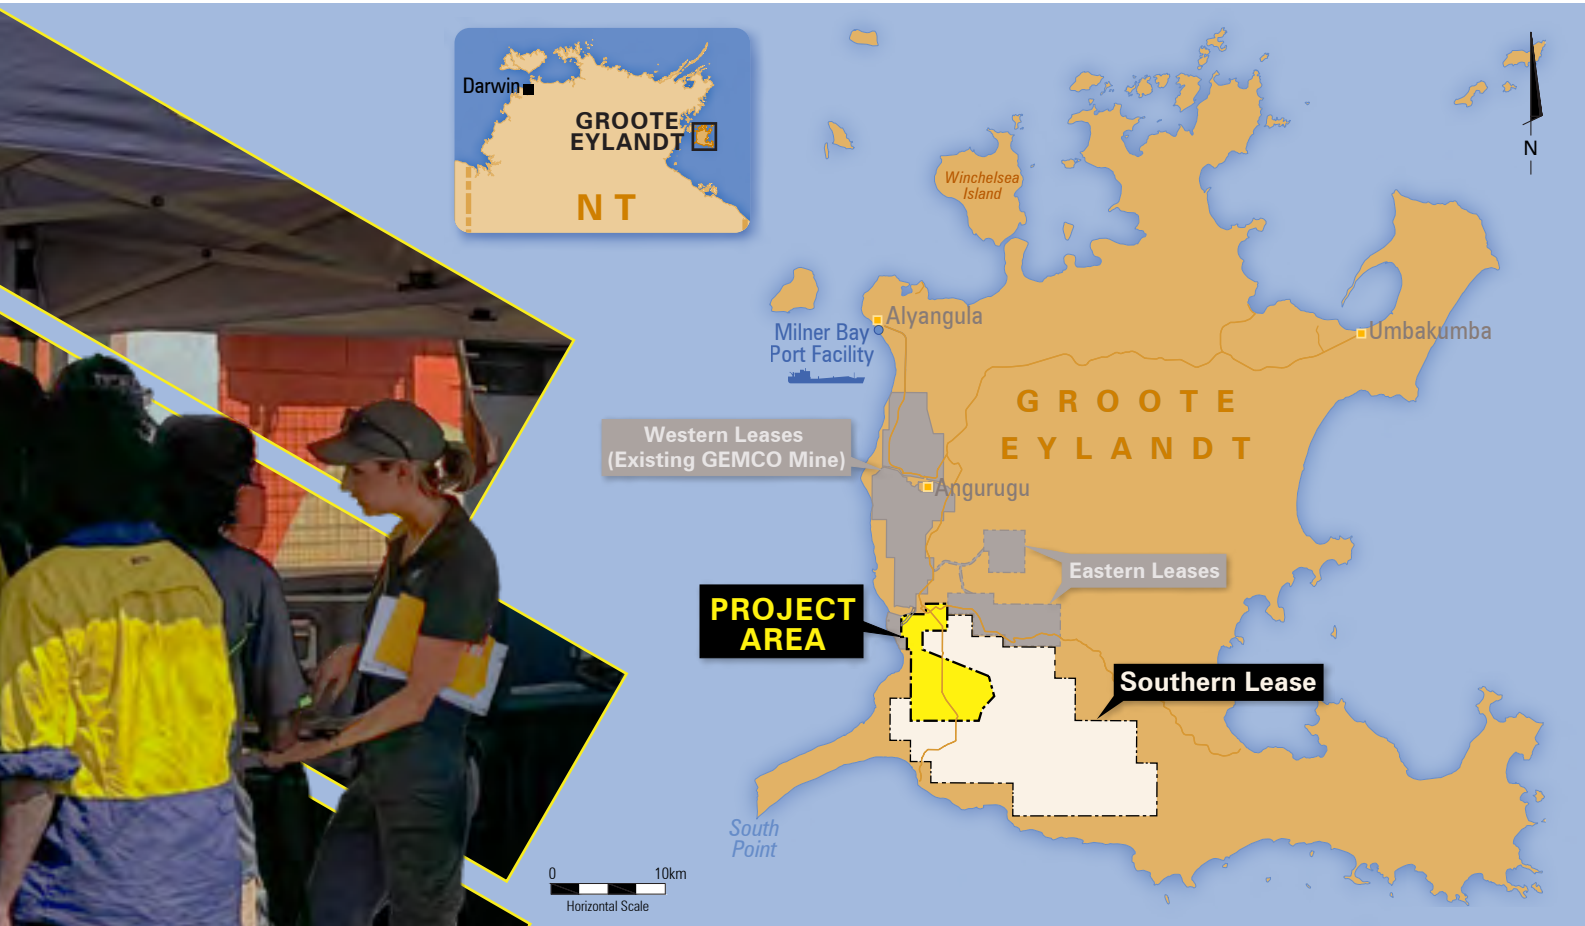 Darwin
GROOTE
EYLANDT
N T
N
Winchelsea
Island
Alyangula
Milner Bay
Port Facility
Umbakumba
GROOTE
EYLANDT
Western Leases
(Existing GEMCO Mine)
Angurugu
Eastern Leases
PROJECT
AREA
Southern Lease
South
Point
0 10km
Horizontal Scale